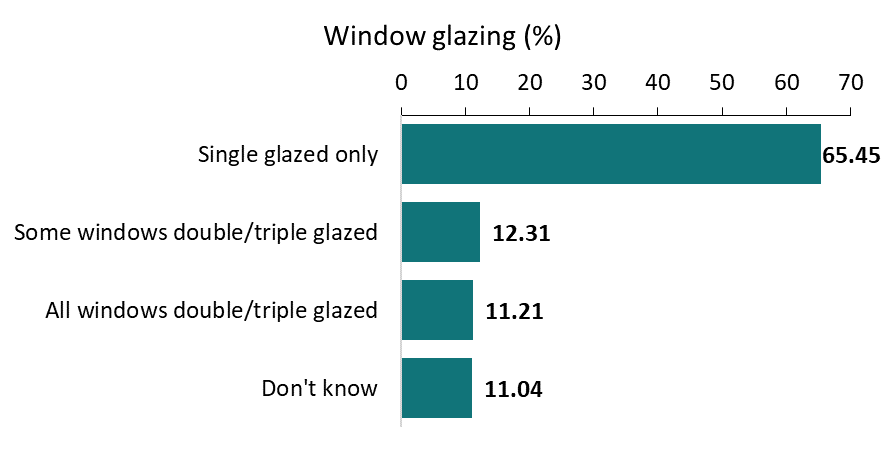 Window glazing (%)
0 10 20 30 40 50 60 70
Single glazed only 65.45
Some windows double/triple glazed 12.31
All windows double/triple glazed 11.21
Don't know 11.04